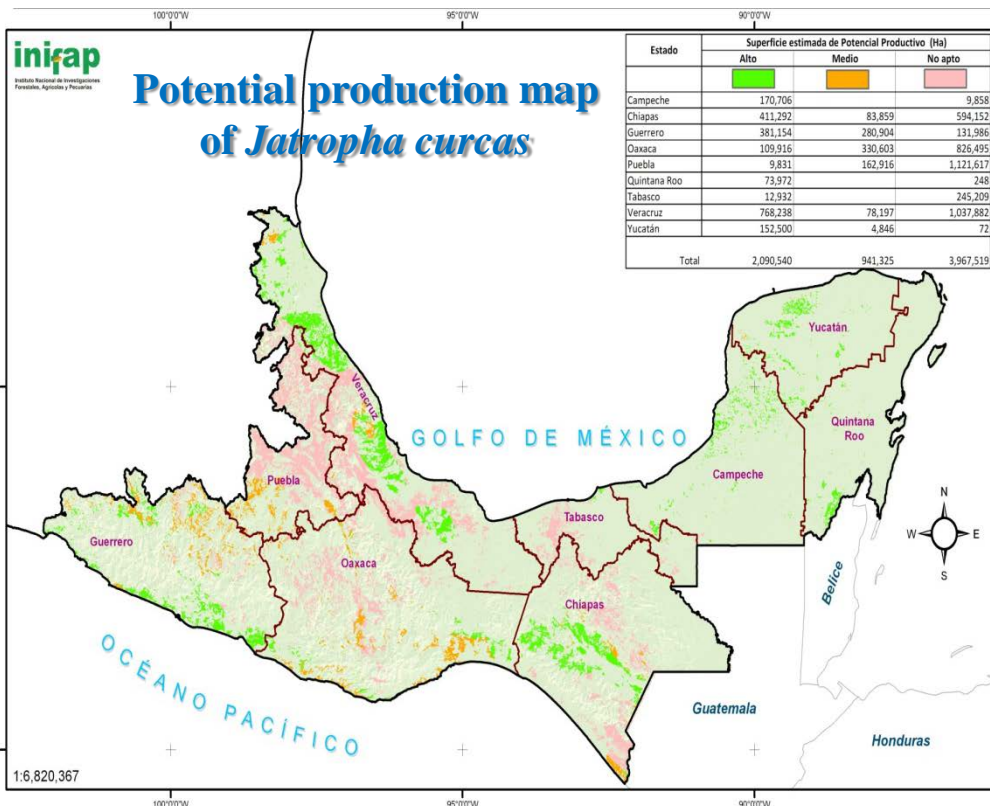 100°0'0"W 95°0'0"W 90°0'0"W
inifap
Instituto Nacional de Investigaciones
Forestales, Agrícolas y Pecuarias
Potential production map
of Jatropha curcas
Estado Superficie estimada de Potencial Productivo (Ha)
Alto Medio No apto
Campeche 170,706 9,858
Chiapas 411,292 83,859 594,152
Guerrero 381,154 280,904 131,986
Oaxaca 109,916 330,603 826,495
Puebla 9,831 162,916 1,121,617
Quintana Roo 73,972 248
Tabasco 12,932 245,209
Veracruz 768,238 78,197 1,037,882
Yucatán 152,500 4,846 72
Total 2,090,540 941,325 3,967,519
Yucatán
Veracruz
Quintana
Roo
GOLFO DE MÉXICO
Campeche
Puebla
Tabasco
Guerrero
Oaxaca
Chiapas
N
W E
S
Belice
OCÉANO PACÍFICO
Guatemala
Honduras
1:6,820,367
100°0'0"W 95°0'0"W 90°0'0"W